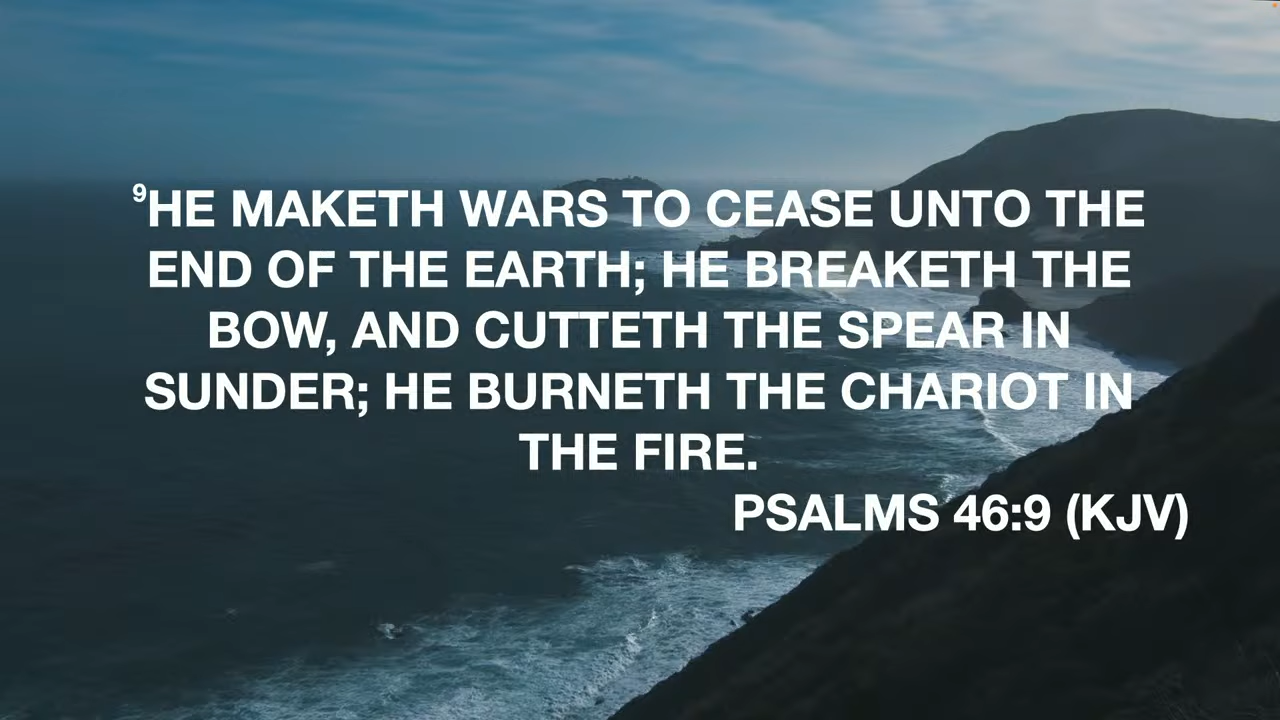 ⁹HE MAKETH WARS TO CEASE UNTO THE
END OF THE EARTH; HE BREAKETH THE
BOW, AND CUTTETH THE SPEAR IN
SUNDER; HE BURNETH THE CHARIOT IN
THE FIRE.
PSALMS 46:9 (KJV)